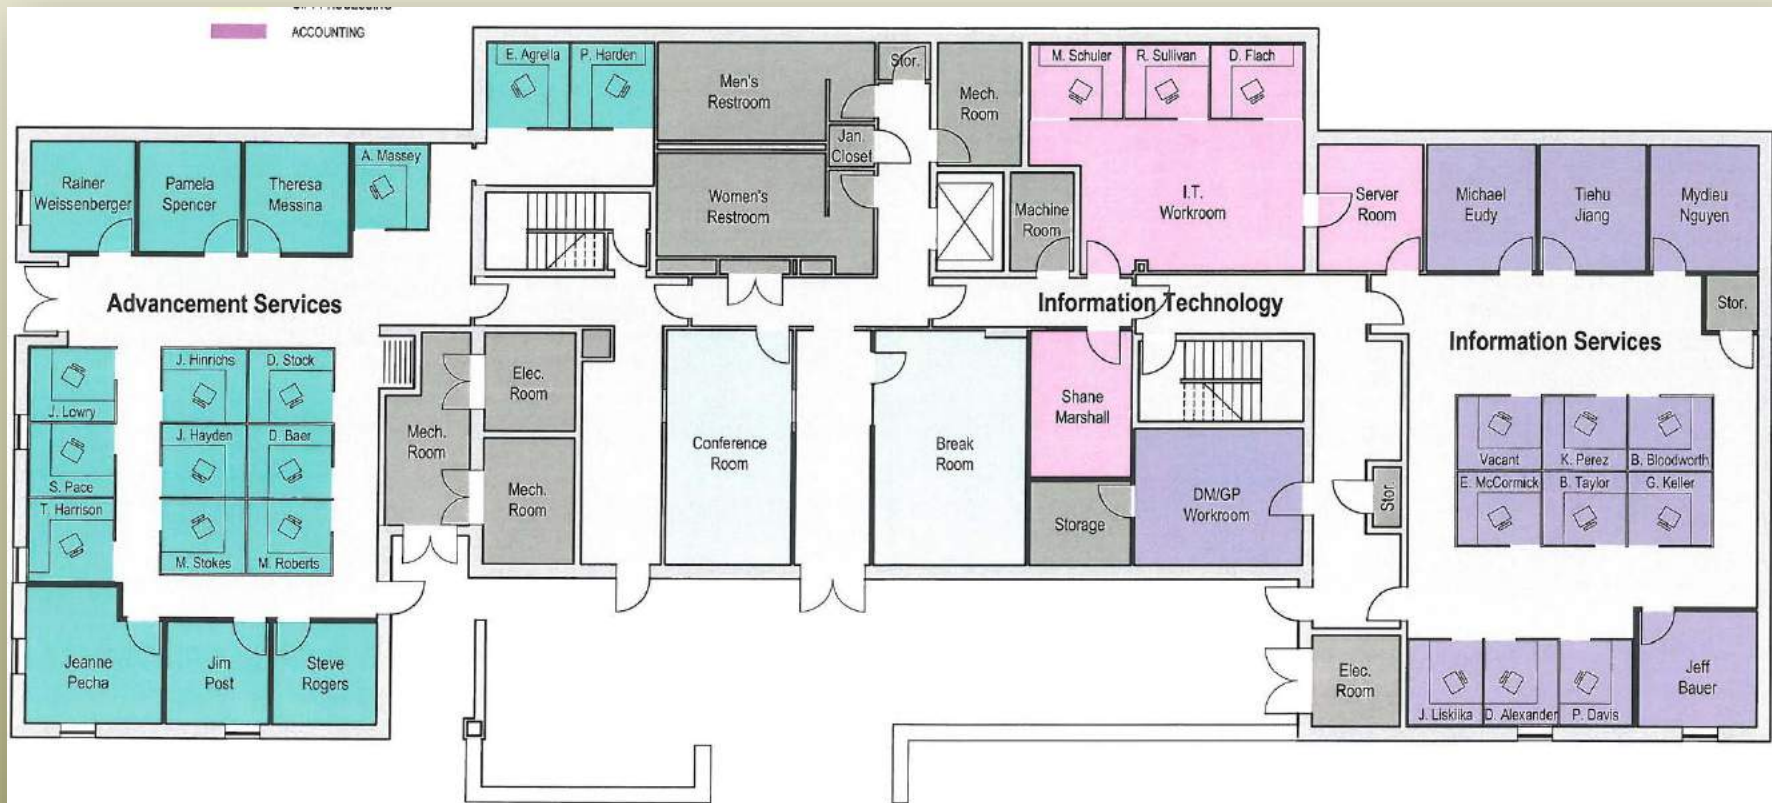 ACCOUNTING
E. Agrella
P. Harden
Men's
Restroom
Stor.
Mech.
Room
M. Schuler
R. Sullivan
D. Flach
Jan.
Closet
A. Massey
Rainer
Weissenberger
Pamela
Spencer
Theresa
Messina
Women's
Restroom
Machine
Room
I.T.
Workroom
Server
Room
Michael
Eudy
Tiehu
Jiang
Mydieu
Nguyen
Advancement Services
Information Technology
Stor.
Information Services
J. Hinrichs
D. Stock
J. Lowry
Elec.
Room
Shane
Marshall
J. Hayden
D. Baer
Mech.
Room
Conference
Room
Break
Room
Vacant
K. Perez
B. Bloodworth
S. Pace
Mech.
Room
DM/GP
Workroom
E. McCormick
B. Taylor
G. Keller
T. Harrison
Storage
Stor.
M. Stokes
M. Roberts
Jeanne
Pecha
Jim
Post
Steve
Rogers
Elec.
Room
Jeff
Bauer
J. Liskiika
D. Alexander
P. Davis